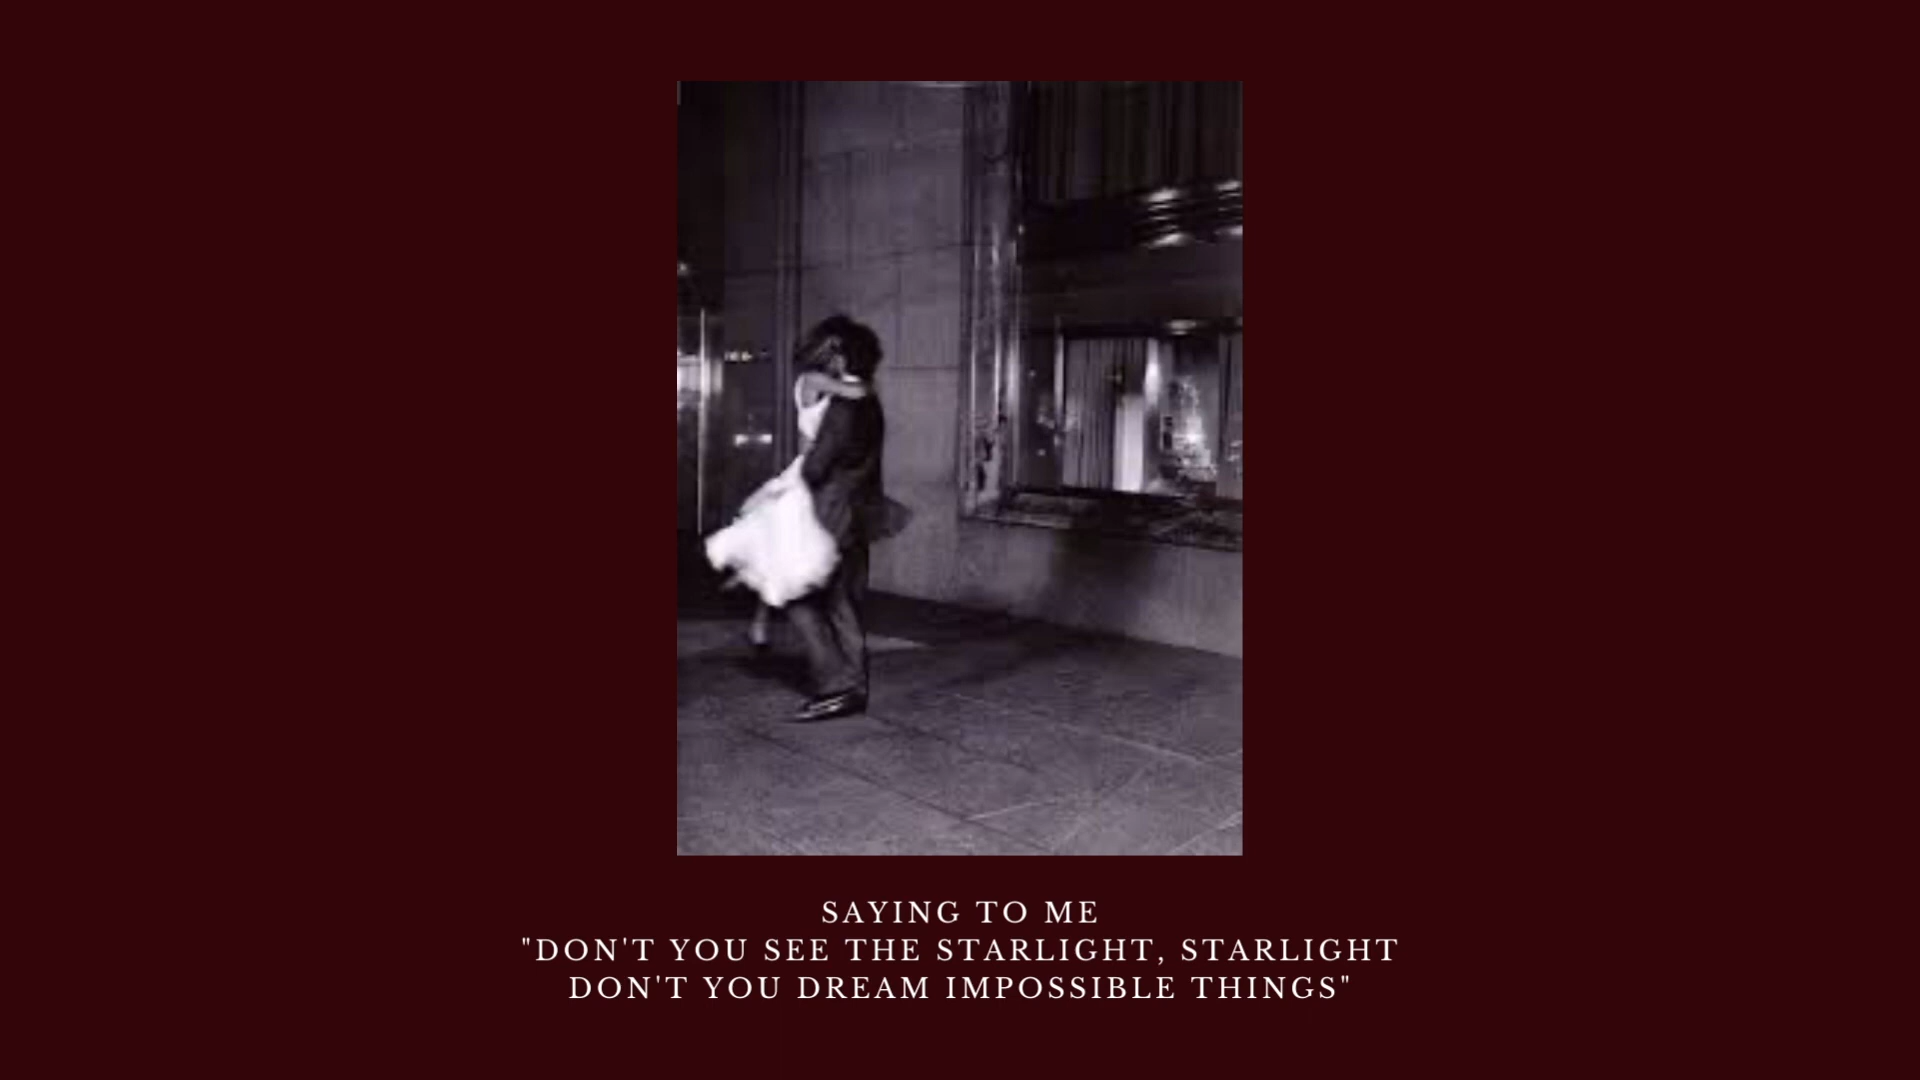 SAYING TO ME
"DON'T YOU SEE THE STARLIGHT, STARLIGHT
DON'T YOU DREAM IMPOSSIBLE THINGS"